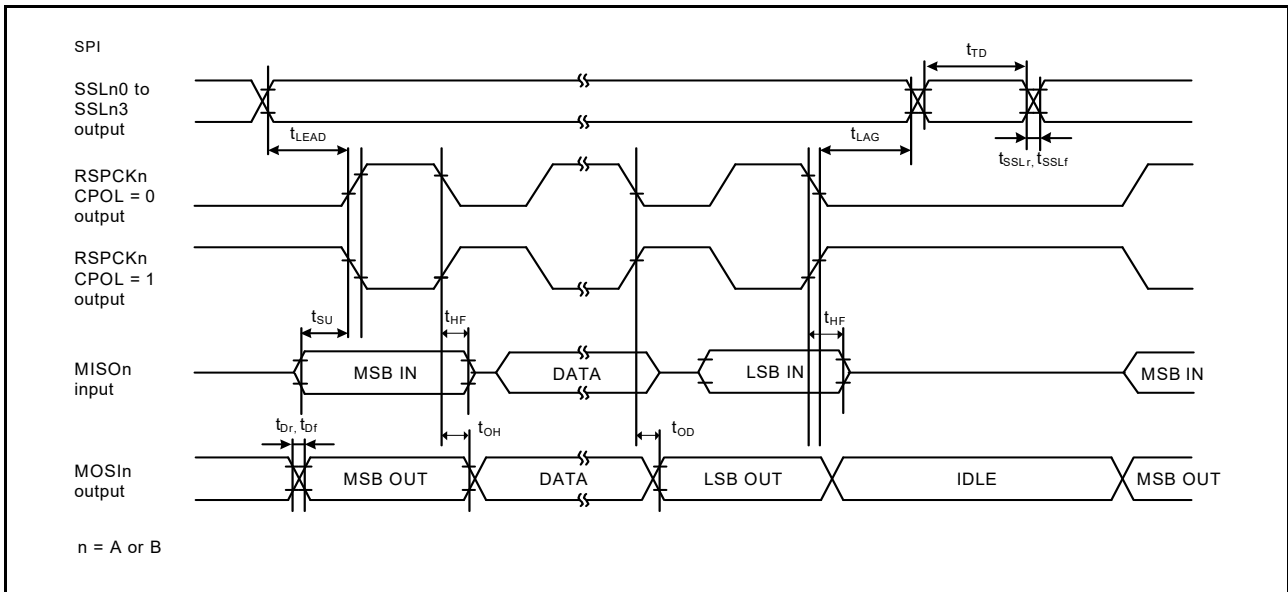 SPI
tTD
SSLn0 to
SSLn3
output
tLEAD
tLAG
tSSLr, tSSLf
RSPCKn
CPOL = 0
output
RSPCKn
CPOL = 1
output
tSU
tHF
tHF
MISOn
input
MSB IN
DATA
LSB IN
MSB IN
tDr, tDf
tOH
tOD
MOSIn
output
MSB OUT
DATA
LSB OUT
IDLE
MSB OUT
n = A or B